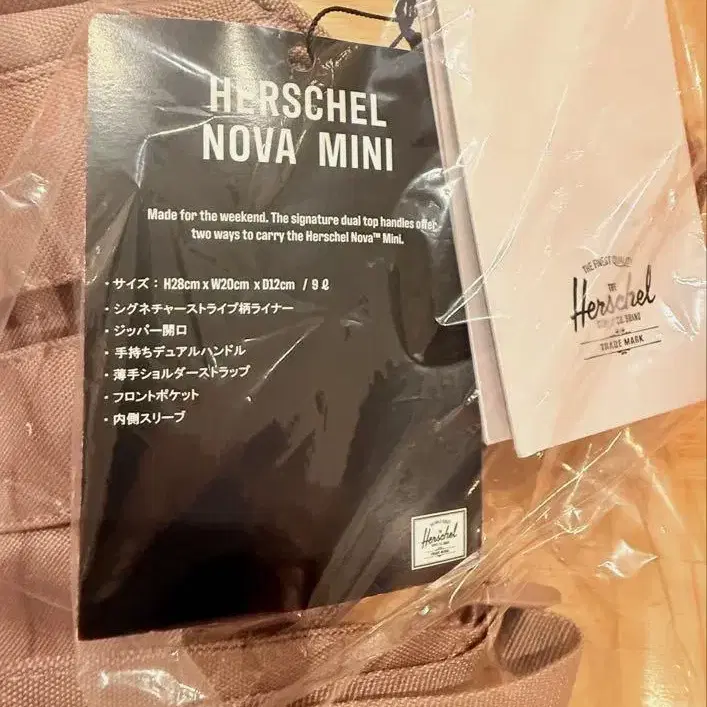 HERSCHEL
NOVA MINI
Made for the weekend. The signature dual top handles offer
two ways to carry the Herschel Nova™ Mini.
・サイズ： H28cm x W20cm x D12cm / 9ℓ
・シグネチャーストライプ柄ライナー
・ジッパー開口
・手持ちデュアルハンドル
・薄手ショルダーストラップ
・フロントポケット
・内側スリーブ
Herschel
THE FINEST QUALITY
THE
Herschel
CO. BRAND
TRADE MARK